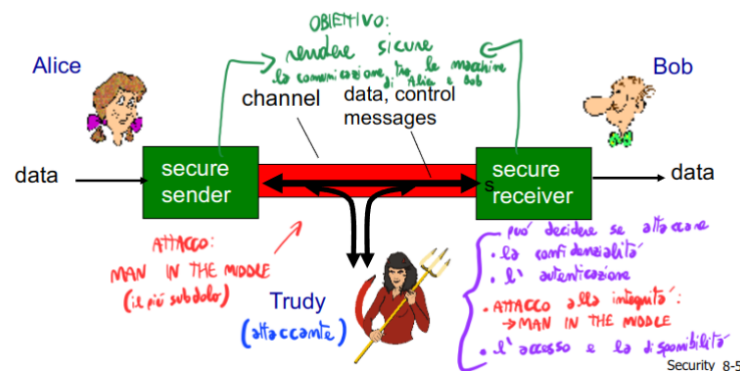 OBIETTIVO:
rendere sicure
la comunicazione tra le macchine
di Alice e Bob
Alice
Bob
channel
data, control
messages
data
secure
sender
s
secure
receiver
data
ATTACCO:
MAN IN THE MIDDLE
(il più subdolo)
Trudy
(attaccante)
può decidere se attaccare
• la confidenzialità
• l'autenticazione
• ATTACCO alla integrità:
→ MAN IN THE MIDDLE
• l'accesso e la disponibilità
Security 8-5